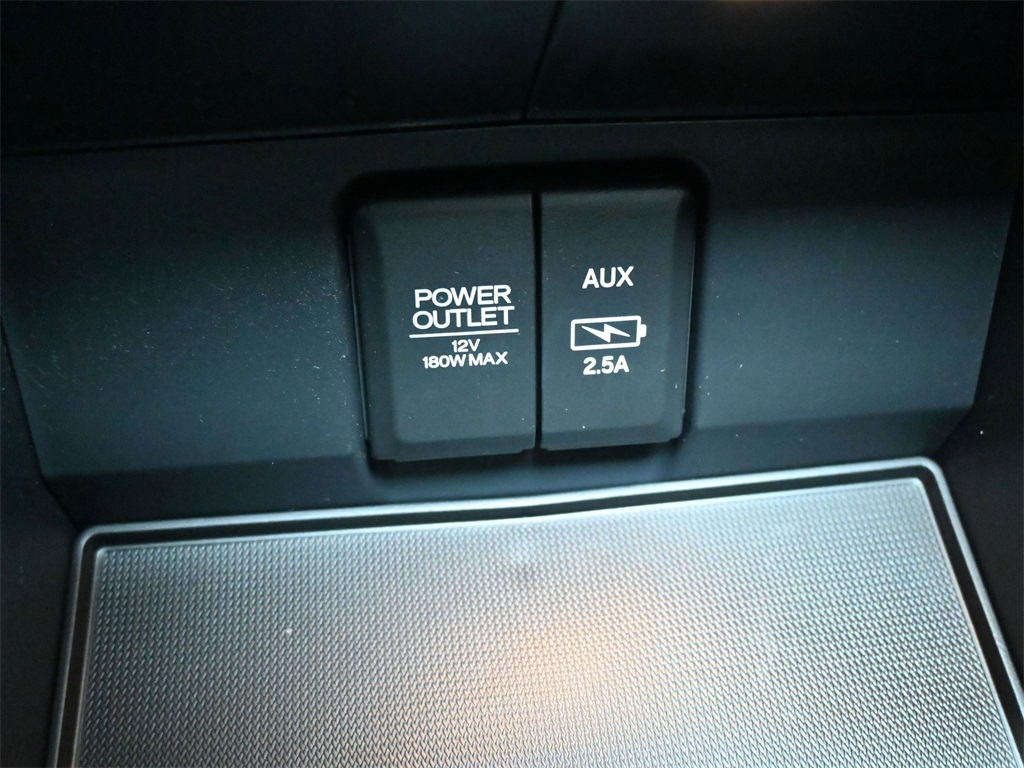 POWER
OUTLET
12V
180W MAX
AUX
2.5A